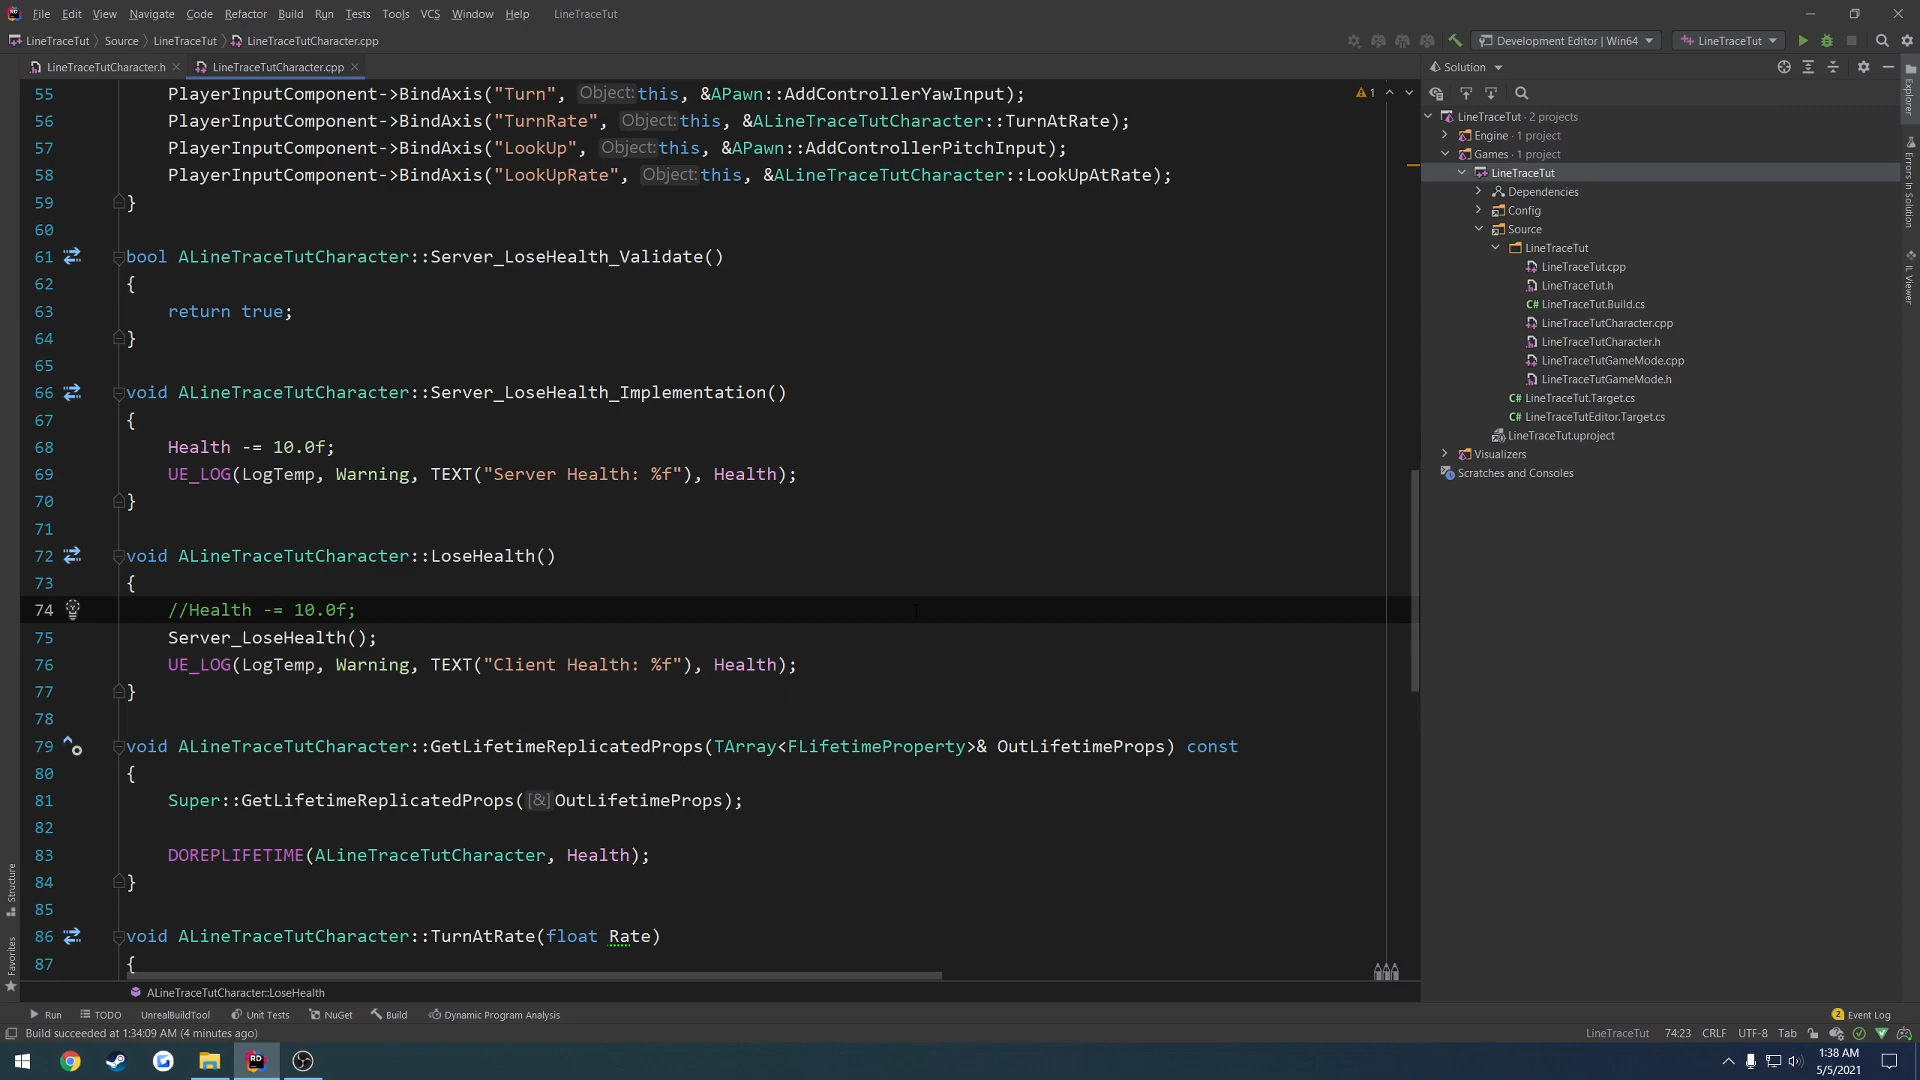 File Edit View Navigate Code Refactor Build Run Tests Tools VCS Window Help LineTraceTut
LineTraceTut Source LineTraceTut LineTraceTutCharacter.cpp
Development Editor | Win64 LineTraceTut
LineTraceTutCharacter.h LineTraceTutCharacter.cpp
Solution
55 PlayerInputComponent->BindAxis("Turn", Object: this, &APawn::AddControllerYawInput);
56 PlayerInputComponent->BindAxis("TurnRate", Object: this, &ALineTraceTutCharacter::TurnAtRate);
57 PlayerInputComponent->BindAxis("LookUp", Object: this, &APawn::AddControllerPitchInput);
58 PlayerInputComponent->BindAxis("LookUpRate", Object: this, &ALineTraceTutCharacter::LookUpAtRate);
59 }
60
61 bool ALineTraceTutCharacter::Server_LoseHealth_Validate()
62 {
63 return true;
64 }
65
66 void ALineTraceTutCharacter::Server_LoseHealth_Implementation()
67 {
68 Health -= 10.0f;
69 UE_LOG(LogTemp, Warning, TEXT("Server Health: %f"), Health);
70 }
71
72 void ALineTraceTutCharacter::LoseHealth()
73 {
74 //Health -= 10.0f;
75 Server_LoseHealth();
76 UE_LOG(LogTemp, Warning, TEXT("Client Health: %f"), Health);
77 }
78
79 void ALineTraceTutCharacter::GetLifetimeReplicatedProps(TArray<FLifetimeProperty>& OutLifetimeProps) const
80 {
81 Super::GetLifetimeReplicatedProps([&]OutLifetimeProps);
82
83 DOREPLIFETIME(ALineTraceTutCharacter, Health);
84 }
85
86 void ALineTraceTutCharacter::TurnAtRate(float Rate)
87 {
1
LineTraceTut · 2 projects
Engine · 1 project
Games · 1 project
LineTraceTut
Dependencies
Config
Source
LineTraceTut
LineTraceTut.cpp
LineTraceTut.h
C# LineTraceTut.Build.cs
LineTraceTutCharacter.cpp
LineTraceTutCharacter.h
LineTraceTutGameMode.cpp
LineTraceTutGameMode.h
C# LineTraceTut.Target.cs
C# LineTraceTutEditor.Target.cs
LineTraceTut.uproject
Visualizers
Scratches and Consoles
Explorer
Errors In Solution
IL Viewer
Structure
Favorites
ALineTraceTutCharacter::LoseHealth
Run TODO UnrealBuildTool Unit Tests NuGet Build Dynamic Program Analysis 2 Event Log
Build succeeded at 1:34:09 AM (4 minutes ago) LineTraceTut 74:23 CRLF UTF-8 Tab
RD
1:38 AM
5/5/2021